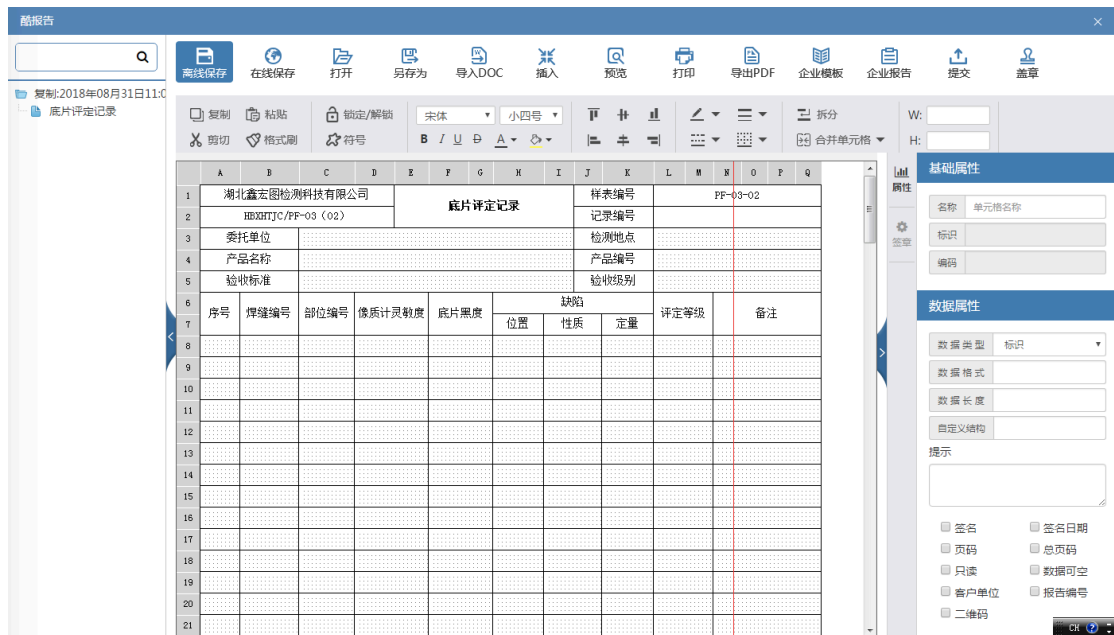 酷报告
离线保存 在线保存 打开 另存为 导入DOC 插入 预览 打印 导出PDF 企业模板 企业报告 提交 盖章
复制:2018年08月31日11:0
底片评定记录
复制 粘贴 锁定/解锁 宋体 小四号 拆分 W:
剪切 格式刷 符号 B I U D A 合并单元格 H:
A B C D E F G H I J K L M N O P Q
1 湖北鑫宏图检测科技有限公司 底片评定记录 样表编号 PF-03-02
2 HBXHTJC/PF-03（02） 记录编号
3 委托单位 检测地点
4 产品名称 产品编号
5 验收标准 验收级别
6 序号 焊缝编号 部位编号 像质计灵敏度 底片黑度 缺陷 评定等级 备注
7 位置 性质 定量
8
9
10
11
12
13
14
15
16
17
18
19
20
21
属性
签章
基础属性
名称 单元格名称
标识
编码
数据属性
数据类型 标识
数据格式
数据长度
自定义结构
提示
签名 签名日期
页码 总页码
只读 数据可空
客户单位 报告编号
二维码
CH